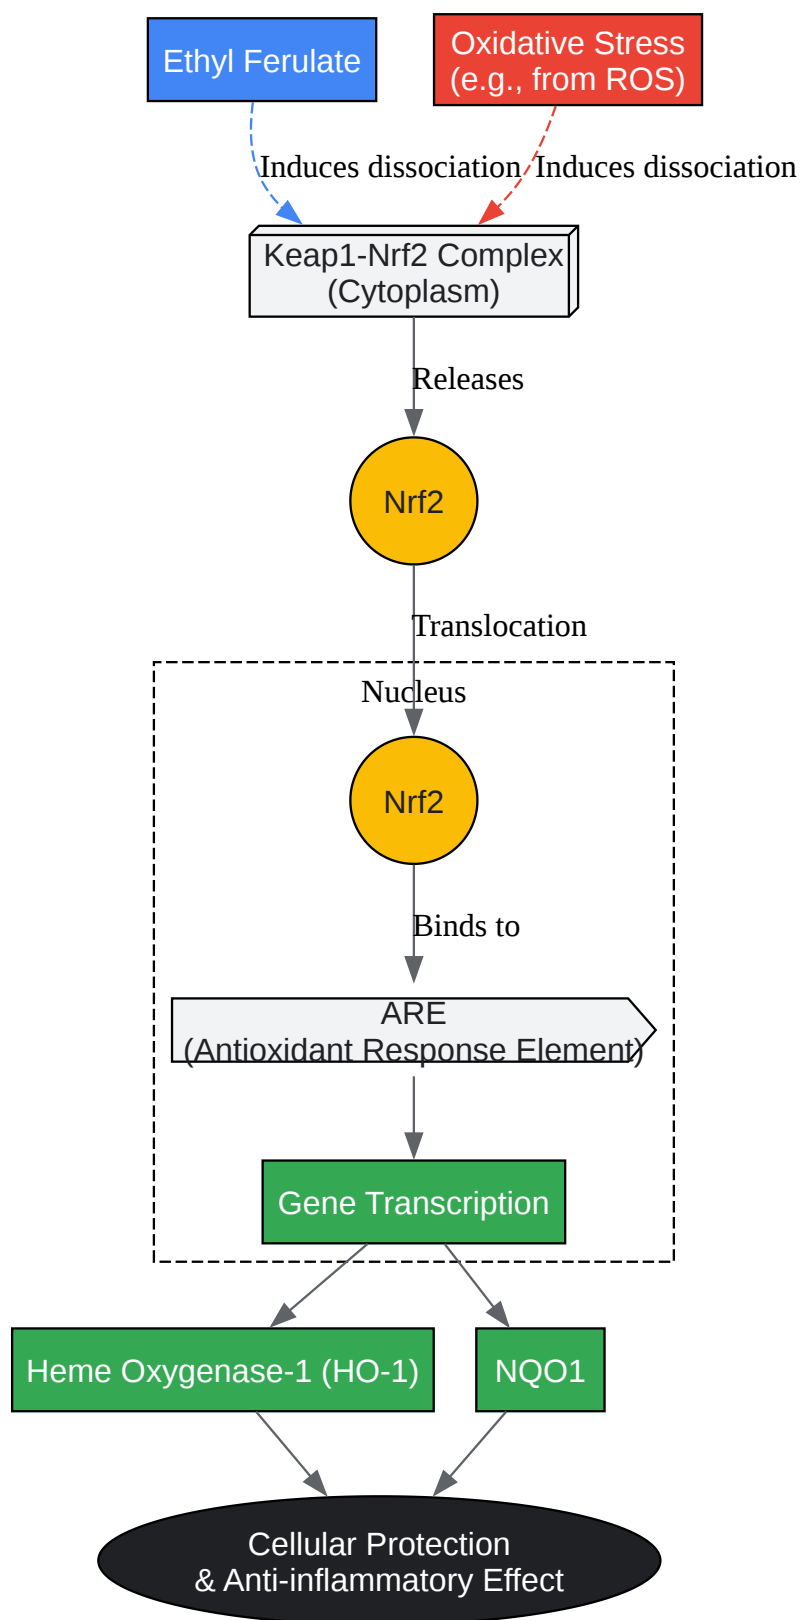 Ethyl Ferulate
Oxidative Stress
(e.g., from ROS)
Induces dissociation
Induces dissociation
Keap1-Nrf2 Complex
(Cytoplasm)
Releases
Nrf2
Translocation
Nucleus
Nrf2
Binds to
ARE
(Antioxidant Response Element)
Gene Transcription
Heme Oxygenase-1 (HO-1)
NQO1
Cellular Protection
& Anti-inflammatory Effect